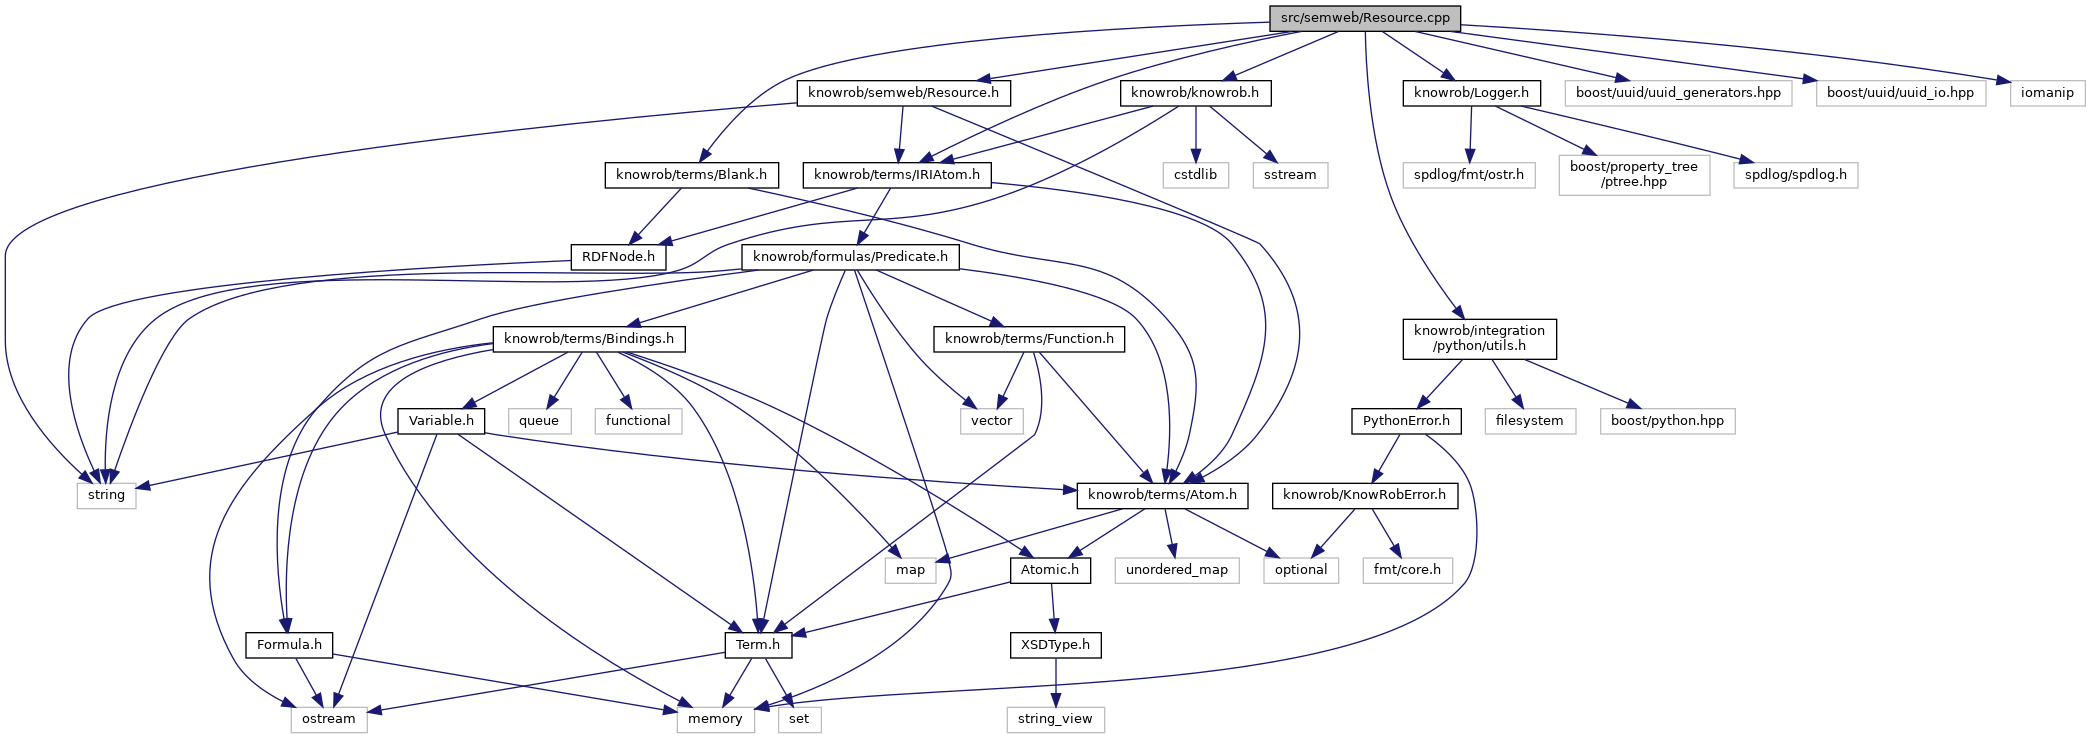 src/semweb/Resource.cpp
knowrob/semweb/Resource.h
knowrob/knowrob.h
knowrob/Logger.h
boost/uuid/uuid_generators.hpp
boost/uuid/uuid_io.hpp
iomanip
knowrob/terms/Blank.h
knowrob/terms/IRIAtom.h
cstdlib
sstream
spdlog/fmt/ostr.h
boost/property_tree
/ptree.hpp
spdlog/spdlog.h
RDFNode.h
knowrob/formulas/Predicate.h
knowrob/terms/Bindings.h
knowrob/terms/Function.h
knowrob/integration
/python/utils.h
Variable.h
queue
functional
vector
PythonError.h
filesystem
boost/python.hpp
string
knowrob/terms/Atom.h
knowrob/KnowRobError.h
map
Atomic.h
unordered_map
optional
fmt/core.h
Formula.h
Term.h
XSDType.h
ostream
memory
set
string_view